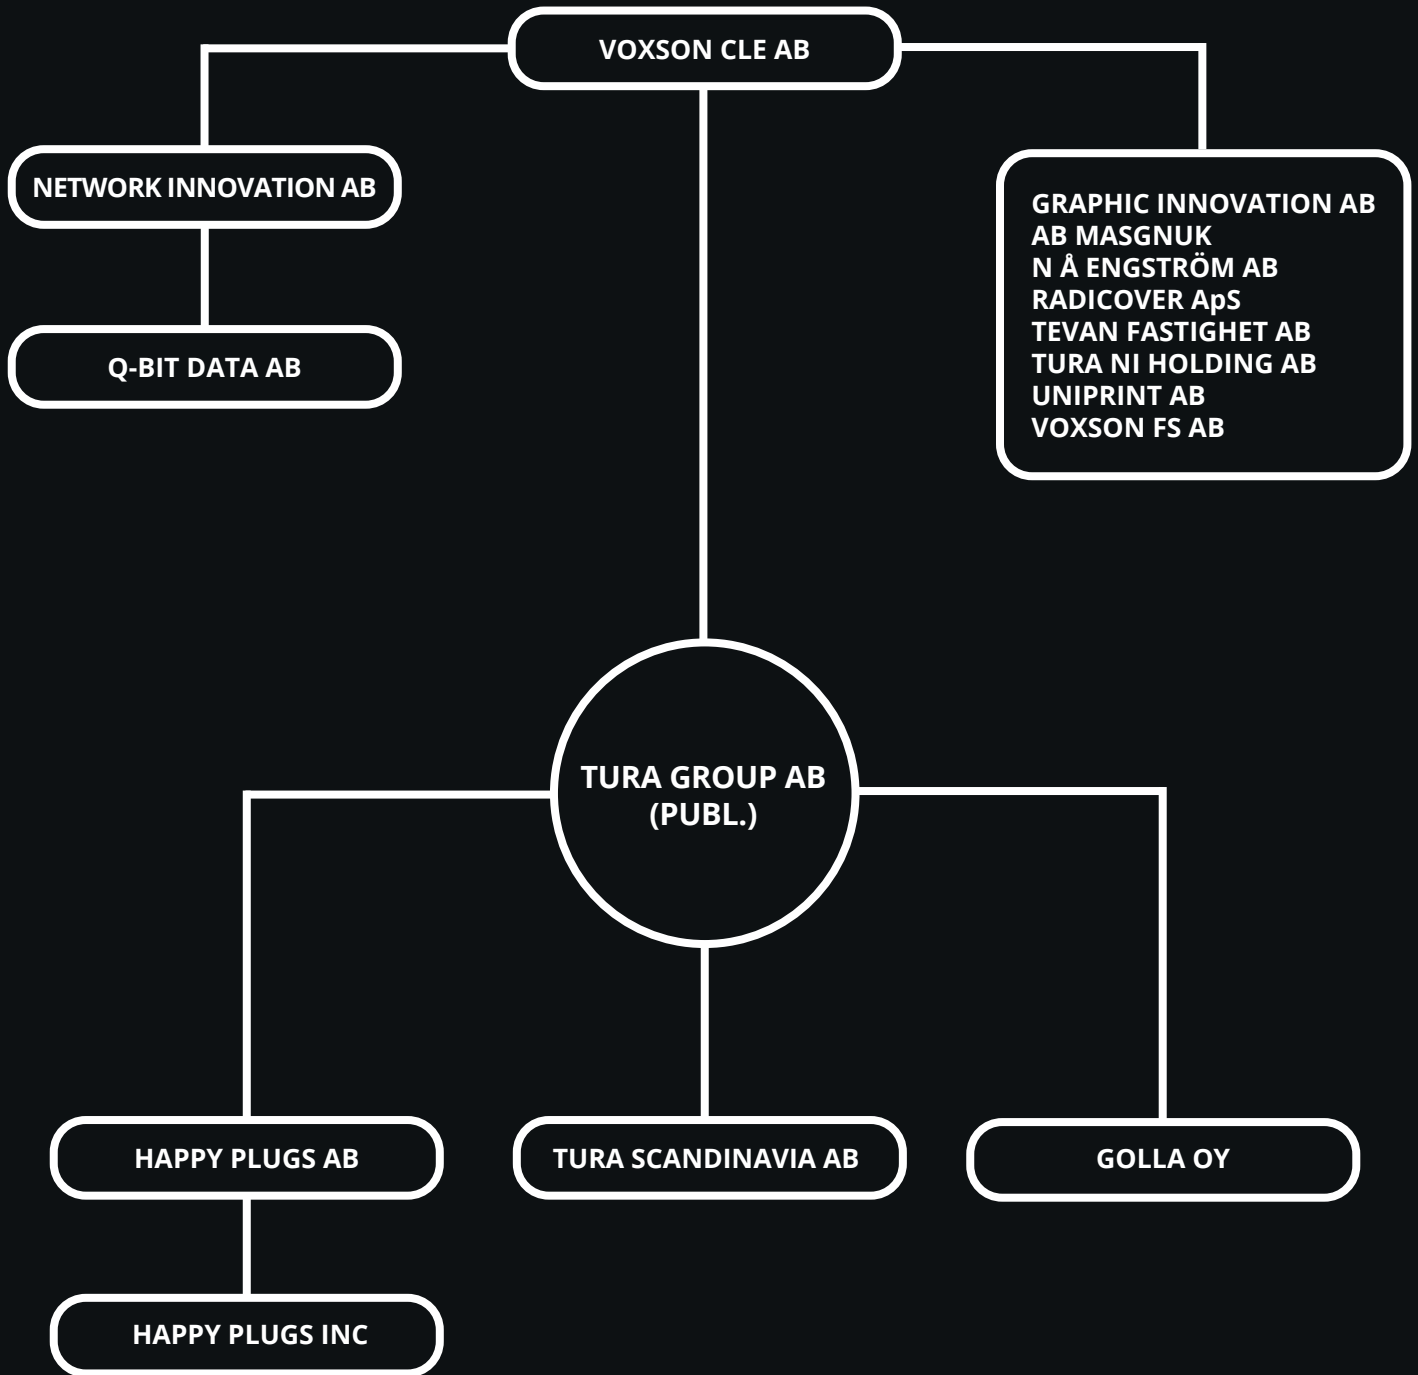 VOXSON CLE AB
NETWORK INNOVATION AB
Q-BIT DATA AB
GRAPHIC INNOVATION AB
AB MASGNUK
N Å ENGSTRÖM AB
RADICOVER ApS
TEVAN FASTIGHET AB
TURA NI HOLDING AB
UNIPRINT AB
VOXSON FS AB
TURA GROUP AB
(PUBL.)
HAPPY PLUGS AB
TURA SCANDINAVIA AB
GOLLA OY
HAPPY PLUGS INC